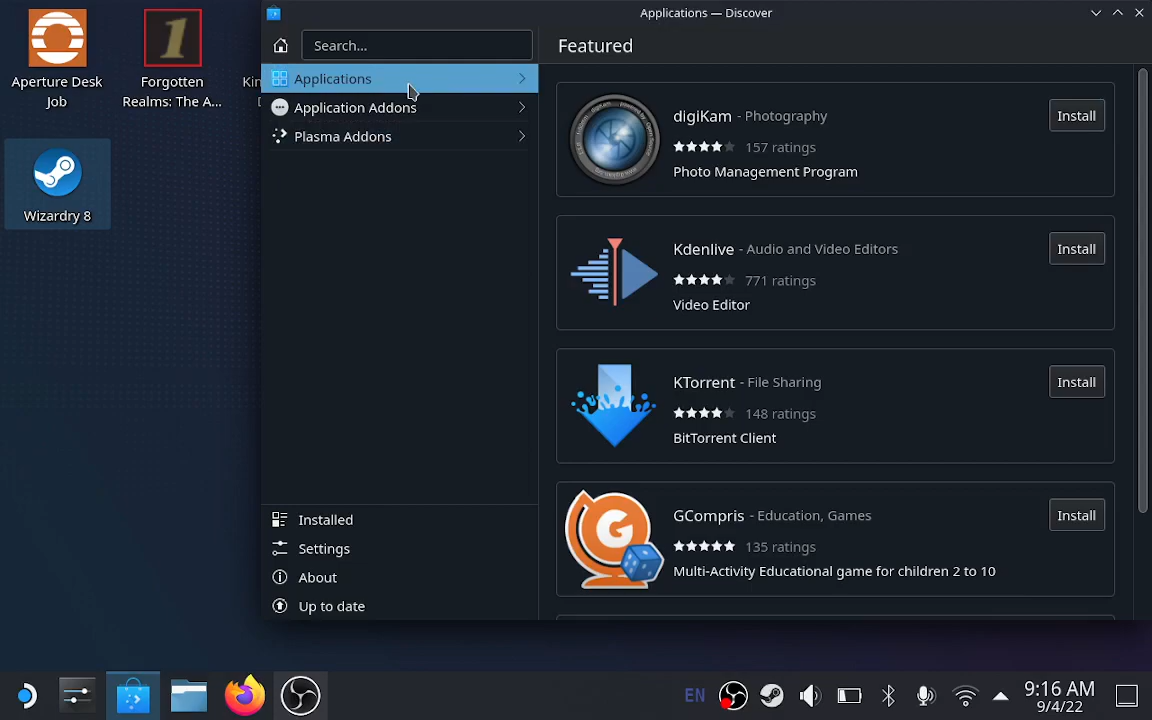 Applications — Discover
Aperture Desk
Job
Forgotten
Realms: The A...
Wizardry 8
Search...
Applications
Application Addons
Plasma Addons
Installed
Settings
About
Up to date
Featured
digiKam - Photography
157 ratings
Photo Management Program
Install
Kdenlive - Audio and Video Editors
771 ratings
Video Editor
Install
KTorrent - File Sharing
148 ratings
BitTorrent Client
Install
G
GCompris - Education, Games
135 ratings
Multi-Activity Educational game for children 2 to 10
Install
EN
9:16 AM
9/4/22